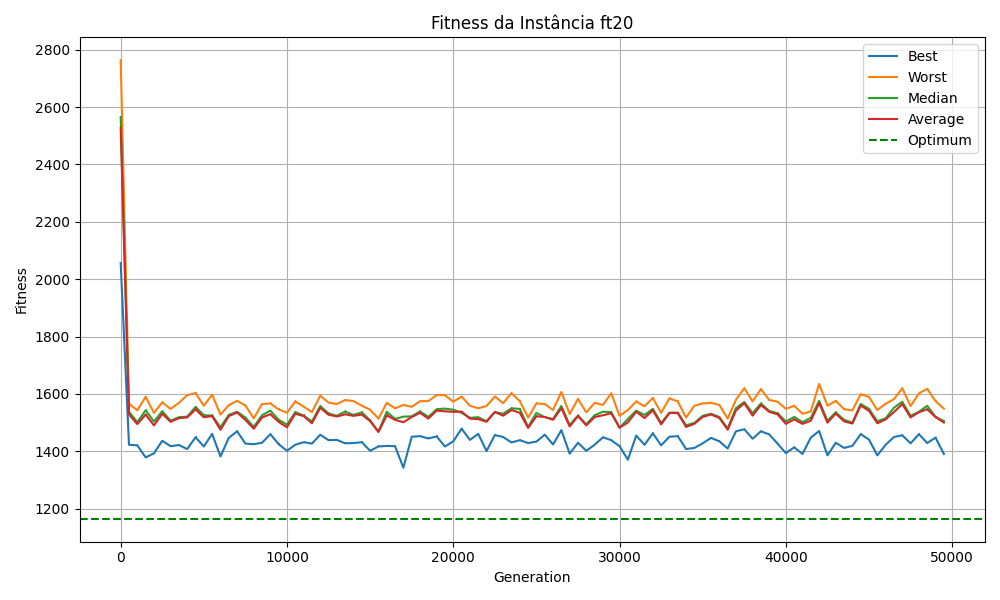 Fitness da Instância ft20
Fitness
2800
2600
2400
2200
2000
1800
1600
1400
1200
Best
Worst
Median
Average
Optimum
0
10000
20000
30000
40000
50000
Generation